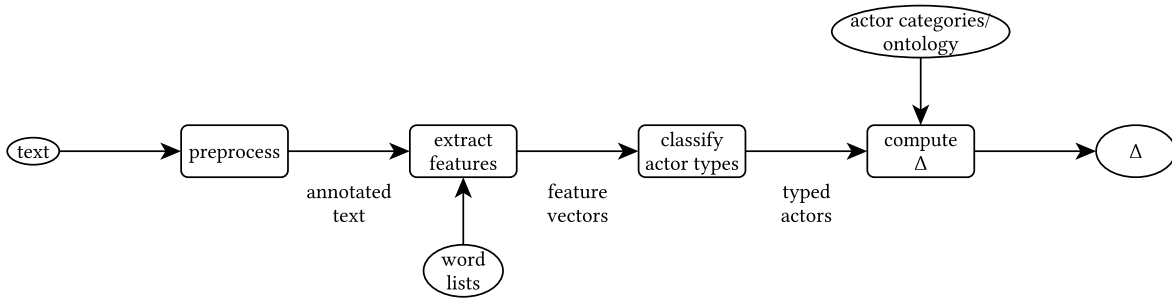 actor categories/
ontology
text
preprocess
extract
features
classify
actor types
compute
Δ
Δ
annotated
text
feature
vectors
typed
actors
word
lists